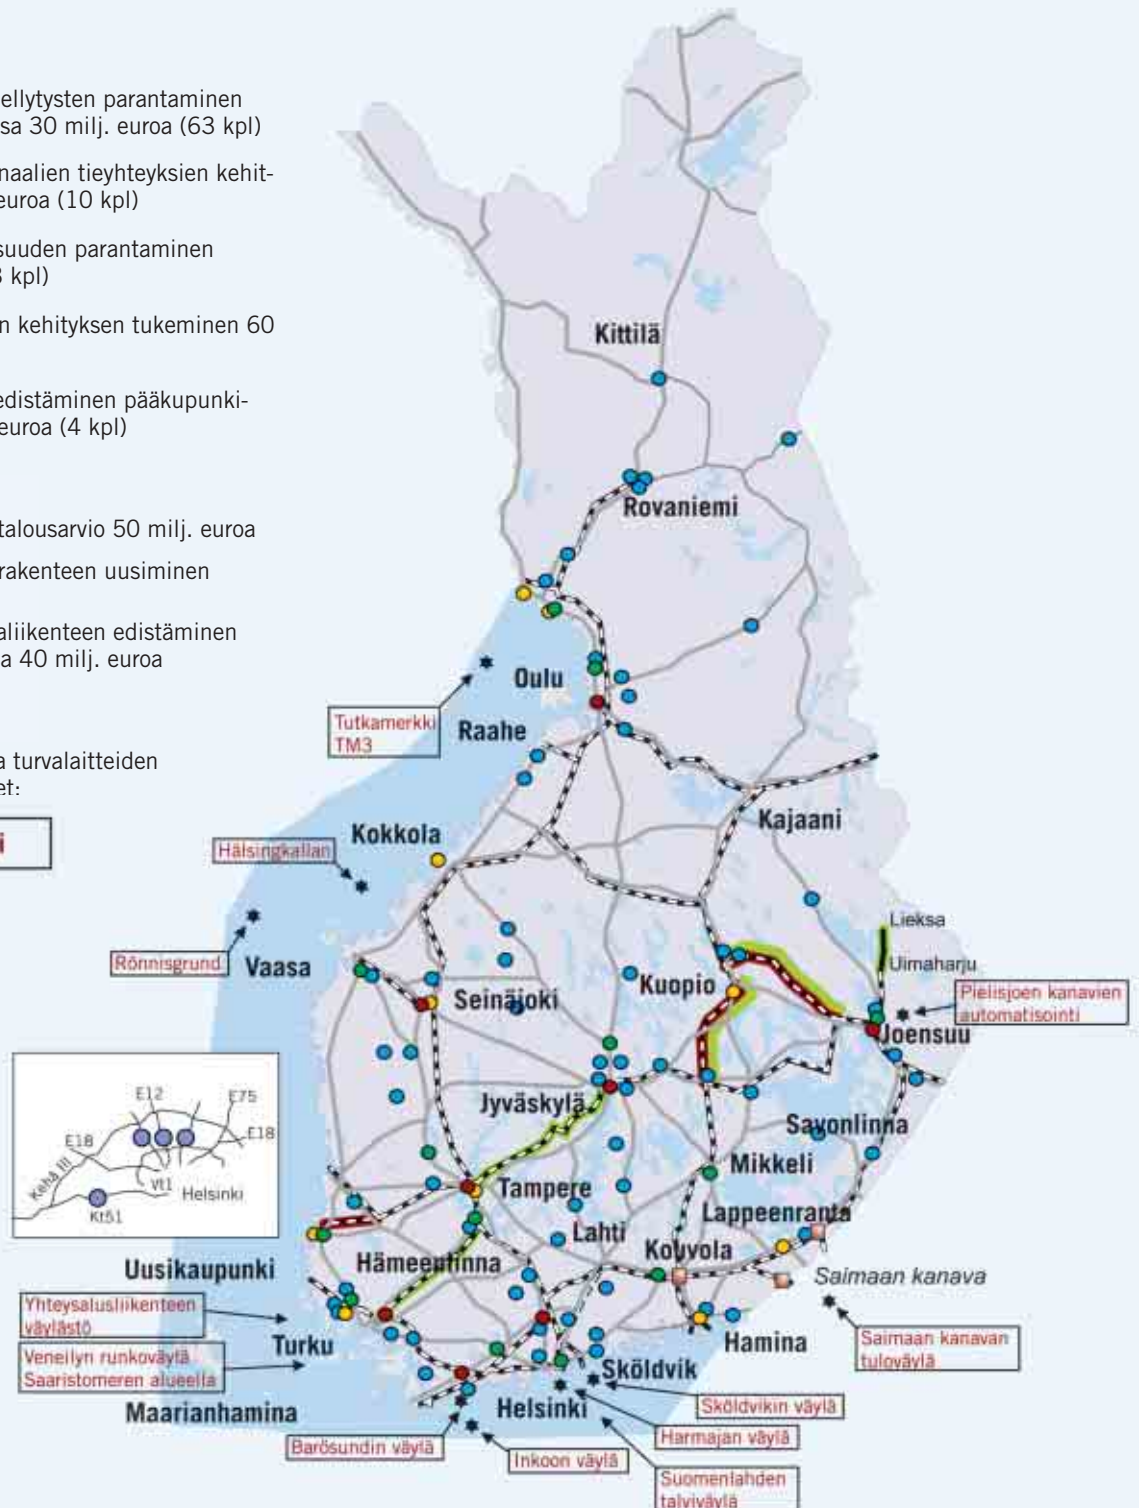 ellytysten parantaminen
sa 30 milj. euroa (63 kpl)
naalien tieyhteyksien kehit-
euroa (10 kpl)
suuden parantaminen
kpl)
n kehityksen tukeminen 60
edistäminen pääkupunki-
euroa (4 kpl)
talousarvio 50 milj. euroa
rakenteen uusiminen
aliikenteen edistäminen
a 40 milj. euroa
a turvalaitteiden
et:
i
Kittilä
Rovaniemi
Oulu
Tutkamerkki
TM3
Raahe
Kajaani
Kokkola
Hälsingkallan
Lieksa
Rönnisgrund
Vaasa
Uimaharju
Kuopio
Seinäjoki
Pielisjoen kanavien
automatisointi
Joensuu
E12
E75
E18
E18
Kehä III
Vt1
Helsinki
Kt51
Jyväskylä
Savonlinna
Mikkeli
Tampere
Lappeenranta
Lahti
Kouvola
Hämeenlinna
Uusikaupunki
Saimaan kanava
Yhteysalusliikenteen
väylästö
Turku
Hamina
Saimaan kanavan
tuloväylä
Veneilyn runkoväylä
Saaristomeren alueella
Sköldvik
Maarianhamina
Helsinki
Sköldvikin väylä
Harmajan väylä
Barösundin väylä
Inkoon väylä
Suomenlahden
talviväylä